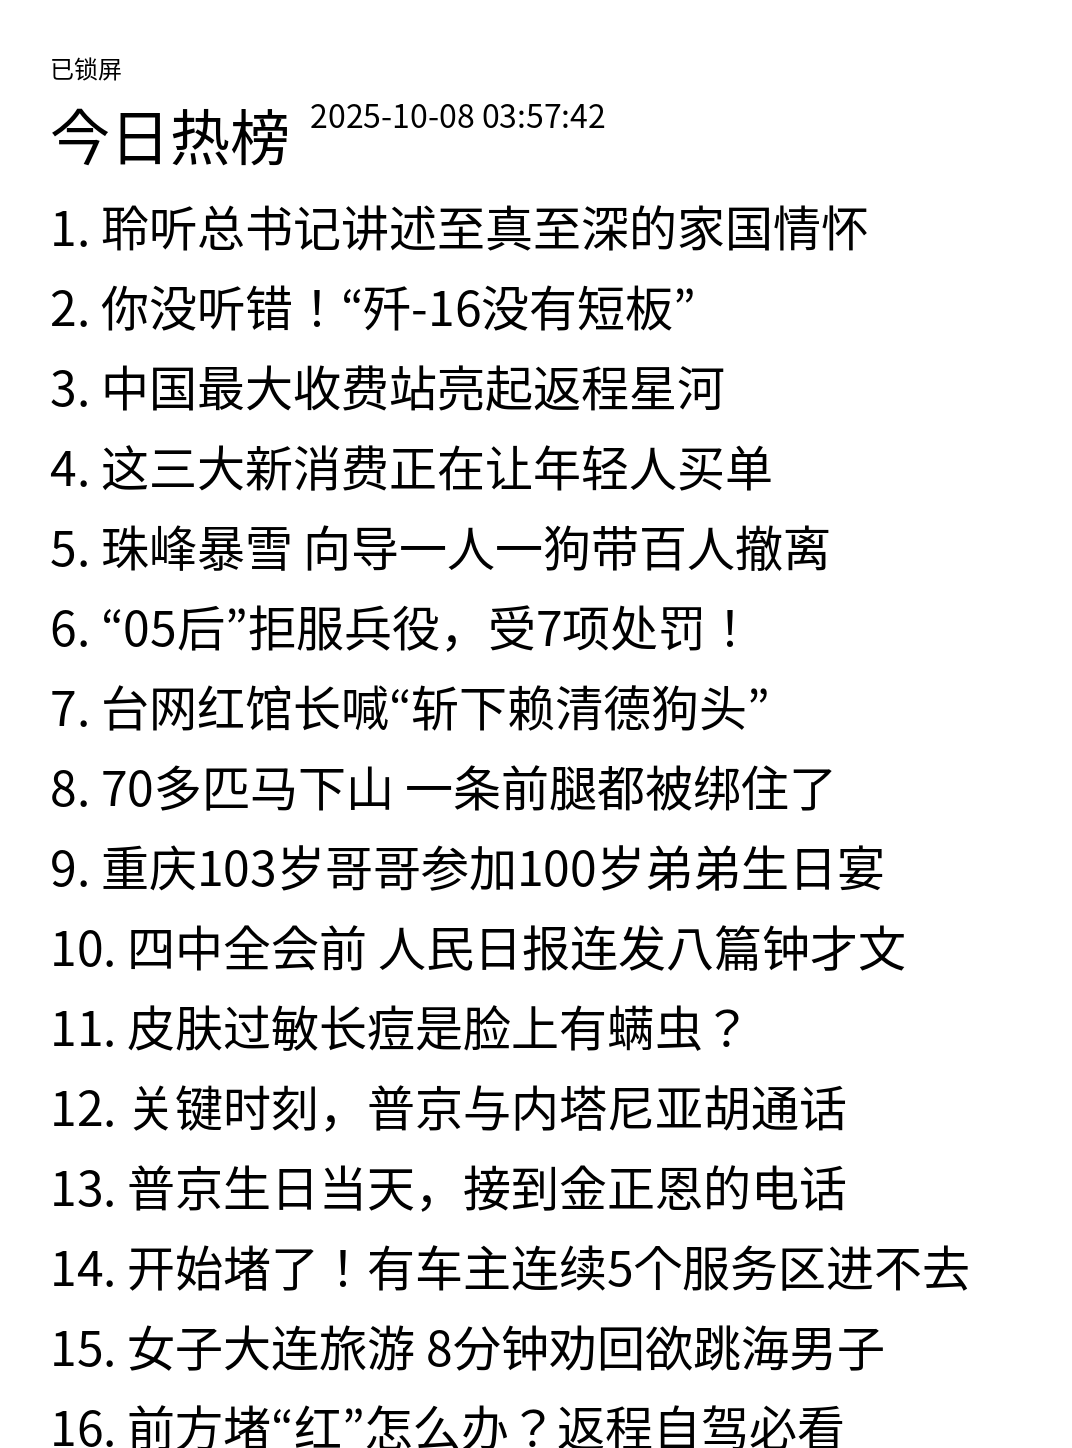 已锁屏
今日热榜 2025-10-08 03:57:42
1. 聆听总书记讲述至真至深的家国情怀
2. 你没听错！“歼-16没有短板”
3. 中国最大收费站亮起返程星河
4. 这三大新消费正在让年轻人买单
5. 珠峰暴雪 向导一人一狗带百人撤离
6. “05后”拒服兵役，受7项处罚！
7. 台网红馆长喊“斩下赖清德狗头”
8. 70多匹马下山 一条前腿都被绑住了
9. 重庆103岁哥哥参加100岁弟弟生日宴
10. 四中全会前 人民日报连发八篇钟才文
11. 皮肤过敏长痘是脸上有螨虫？
12. 关键时刻，普京与内塔尼亚胡通话
13. 普京生日当天，接到金正恩的电话
14. 开始堵了！有车主连续5个服务区进不去
15. 女子大连旅游 8分钟劝回欲跳海男子
16. 前方堵“红”怎么办？返程自驾必看